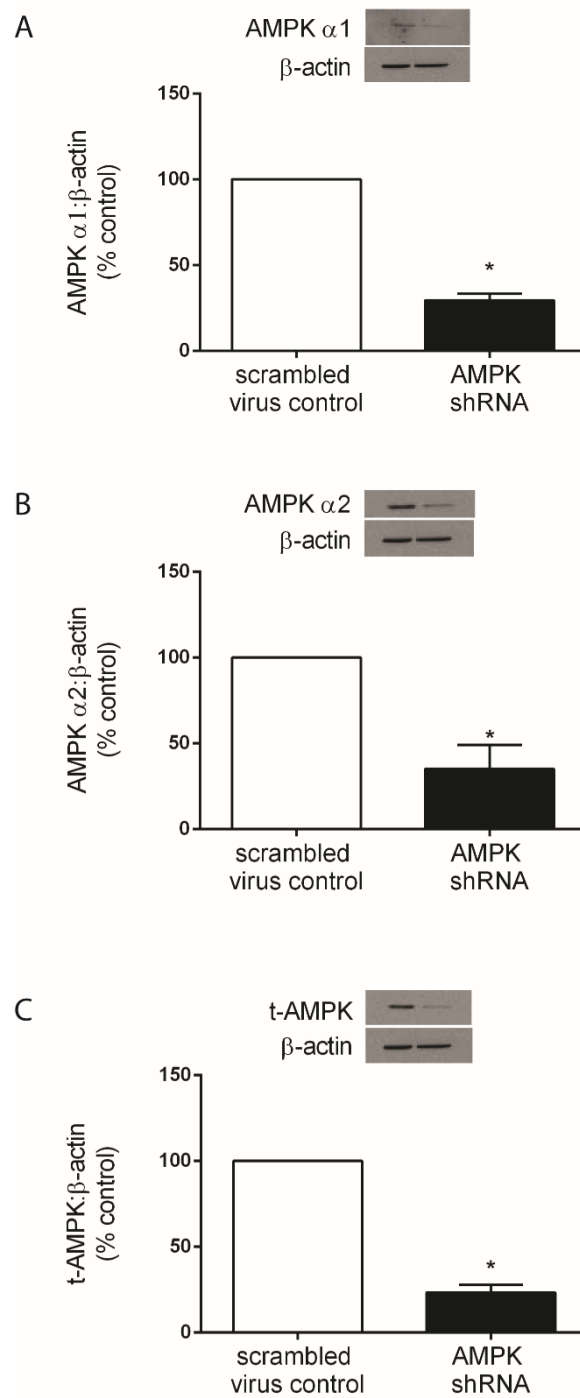 A
AMPK α1
β-actin
AMPK α1:β-actin
(% control)
150
100
50
0
*
scrambled
virus control
AMPK
shRNA
B
AMPK α2
β-actin
AMPK α2:β-actin
(% control)
150
100
50
0
*
scrambled
virus control
AMPK
shRNA
C
t-AMPK
β-actin
t-AMPK:β-actin
(% control)
150
100
50
0
*
scrambled
virus control
AMPK
shRNA